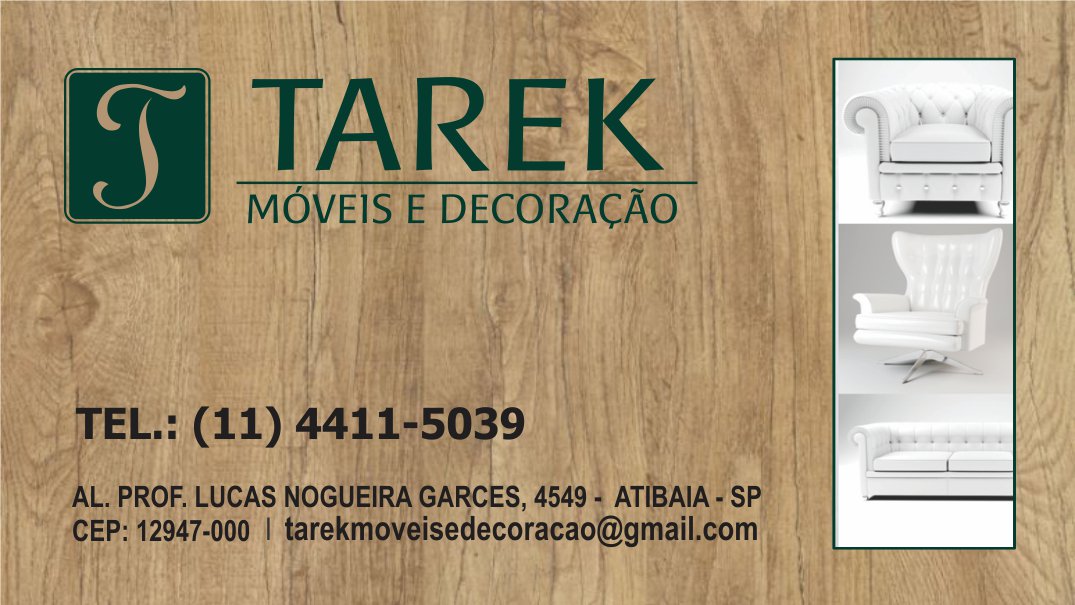 T
TAREK
MÓVEIS E DECORAÇÃO
TEL.: (11) 4411-5039
AL. PROF. LUCAS NOGUEIRA GARCES, 4549 - ATIBAIA - SP
CEP: 12947-000 | tarekmoveisedecoracao@gmail.com